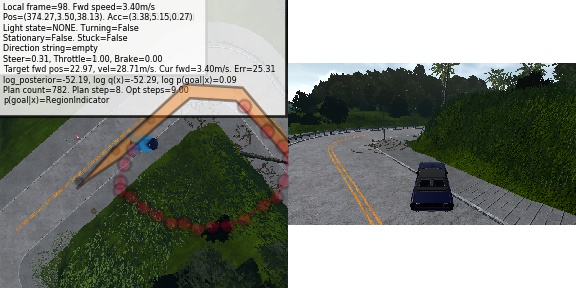 Local frame=98. Fwd speed=3.40m/s
Pos=(374.27,3.50,38.13). Acc=(3.38,5.15,0.27)
Light state=NONE. Turning=False
Stationary=False. Stuck=False
Direction string=empty
Steer=0.31, Throttle=1.00, Brake=0.00
Target fwd pos=22.97, vel=28.71m/s. Cur fwd=3.40m/s. Err=25.31
log_posterior=-52.19, log q(x)=-52.29, log p(goal|x)=0.09
Plan count=782. Plan step=8. Opt steps=9.00
p(goal|x)=RegionIndicator